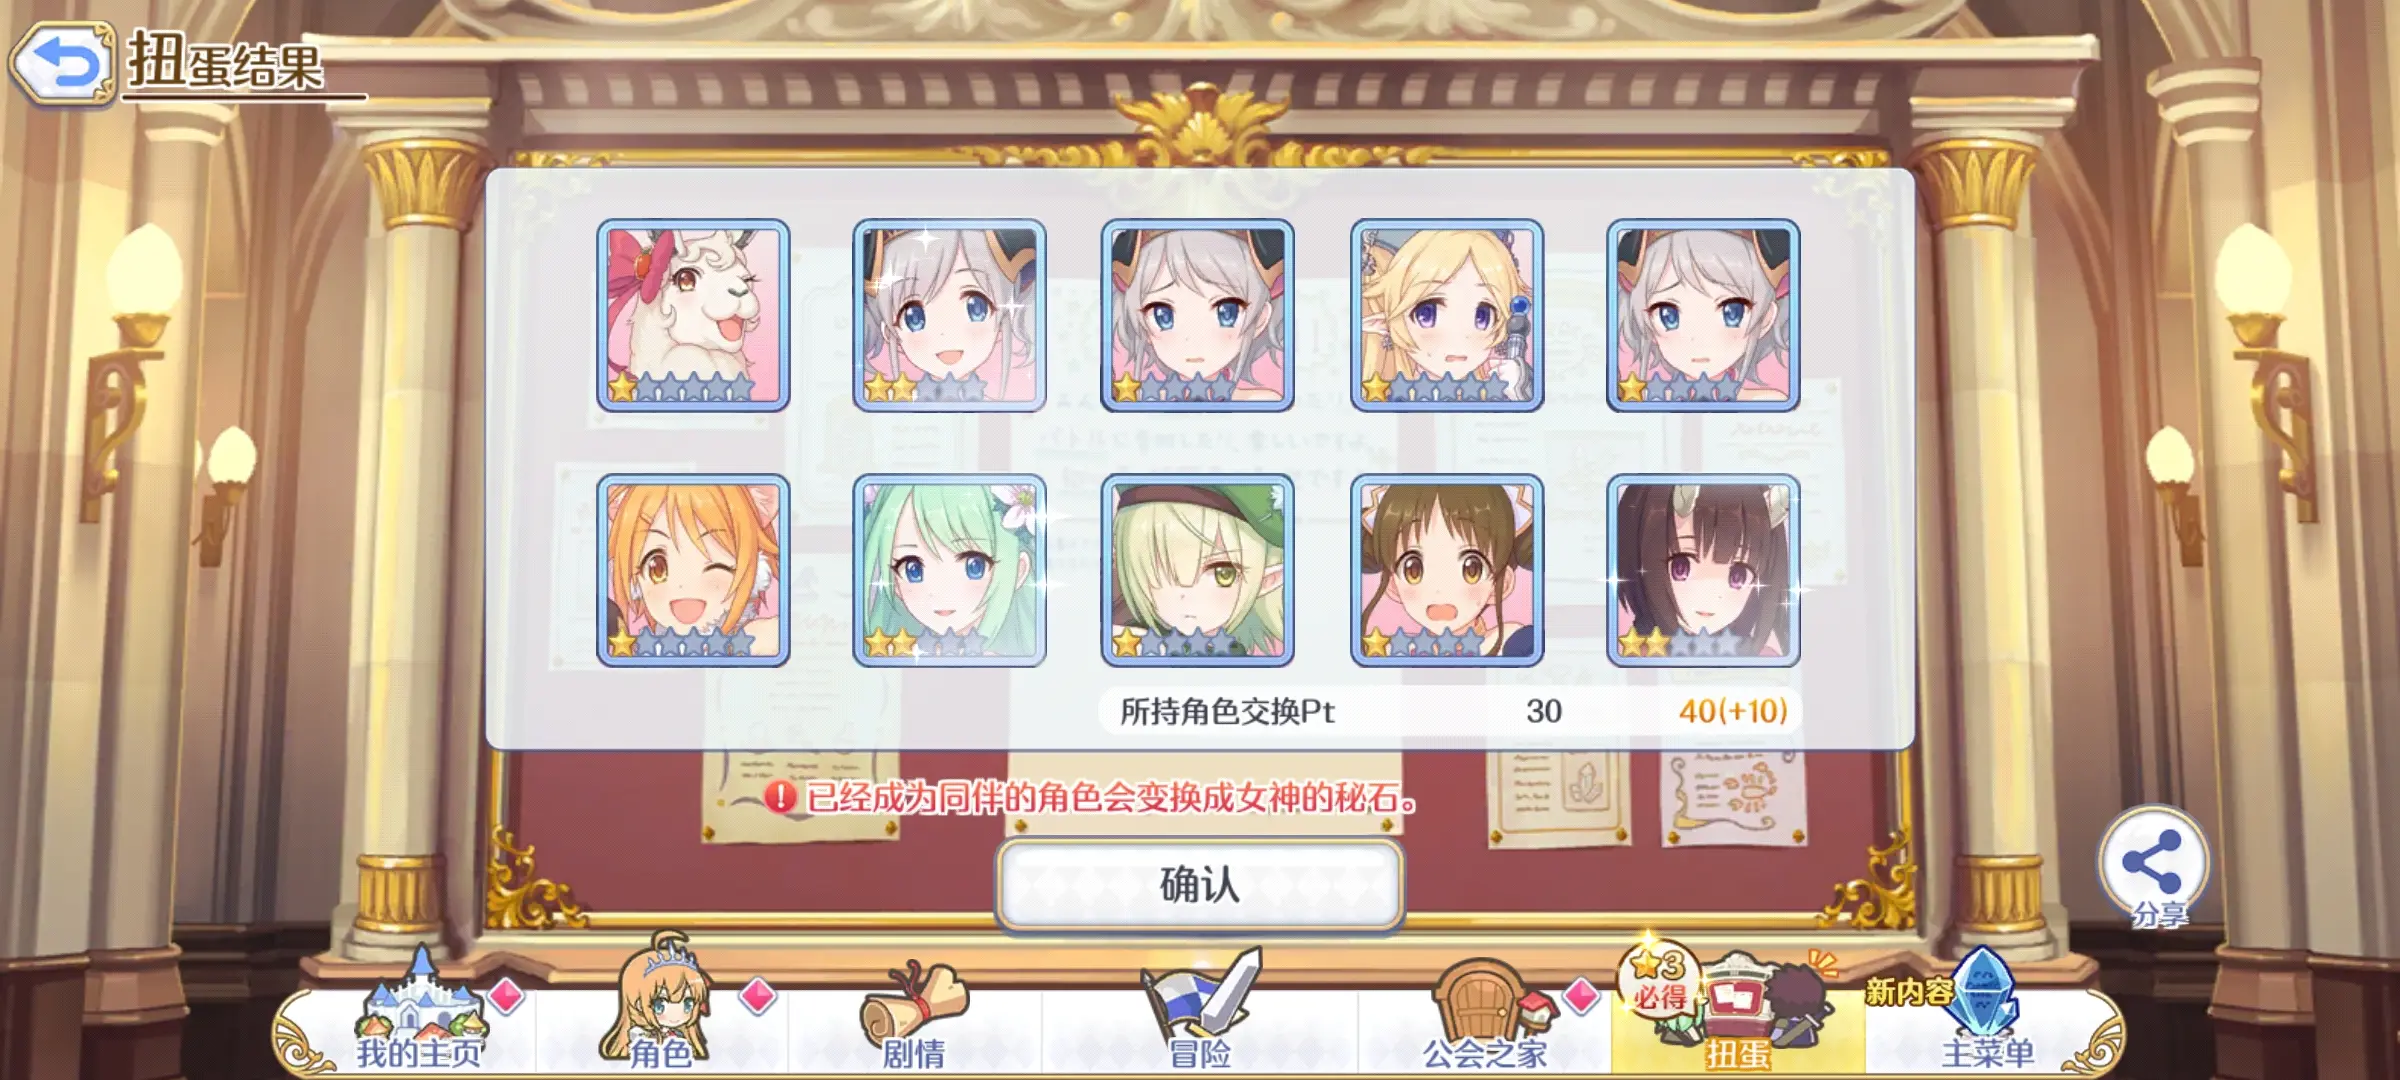 扭蛋结果
所持角色交换Pt 30 40(+10)
已经成为同伴的角色会变换成女神的秘石。
确认
分享
3
必得
新内容
我的主页
角色
剧情
冒险
公会之家
扭蛋
主菜单